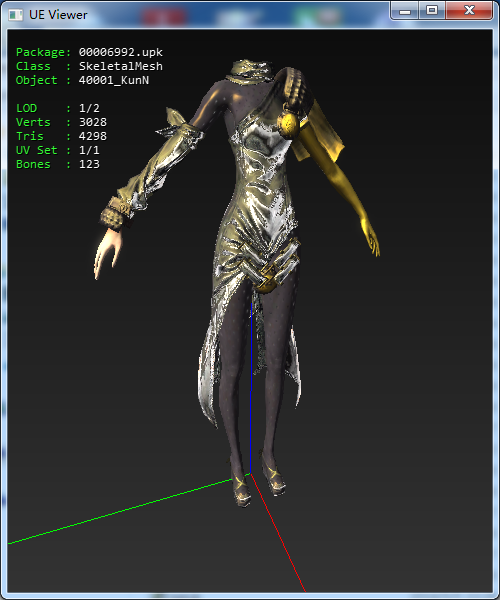 UE Viewer
Package: 00006992.upk
Class : SkeletalMesh
Object : 40001_KunN
LOD : 1/2
Verts : 3028
Tris : 4298
UV Set : 1/1
Bones : 123